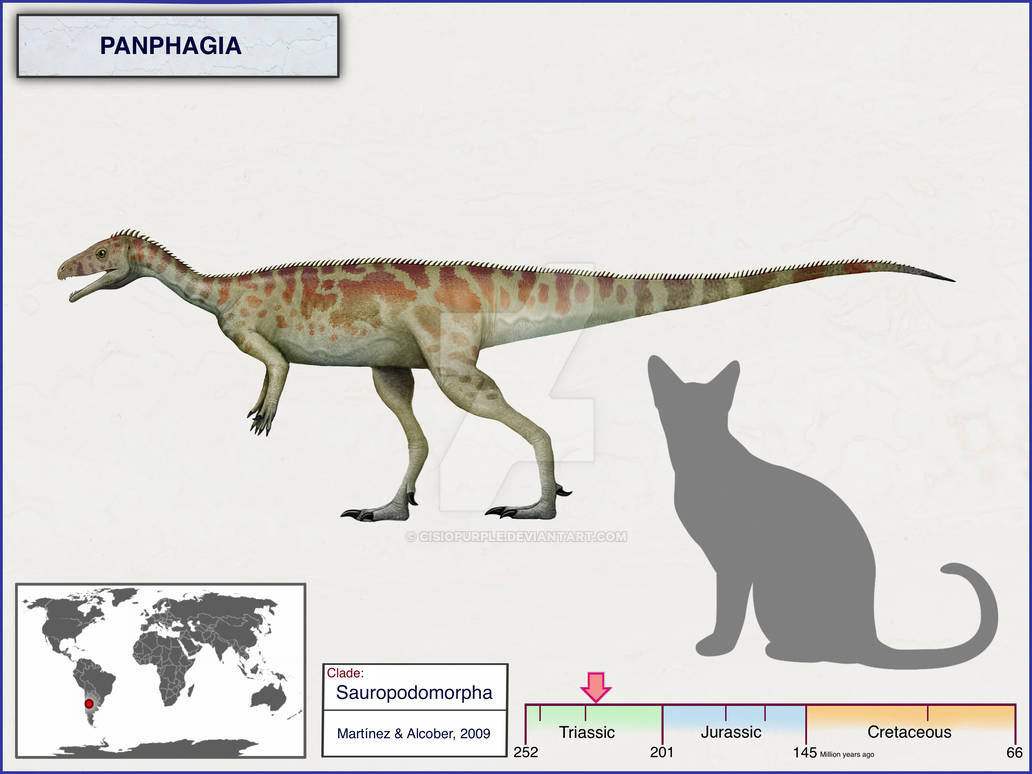 PANPHAGIA
© CISIOPURPLE.DEVIANTART.COM
Clade:
Sauropodomorpha
Martínez & Alcober, 2009
Triassic Jurassic Cretaceous
252 201 145 Million years ago 66